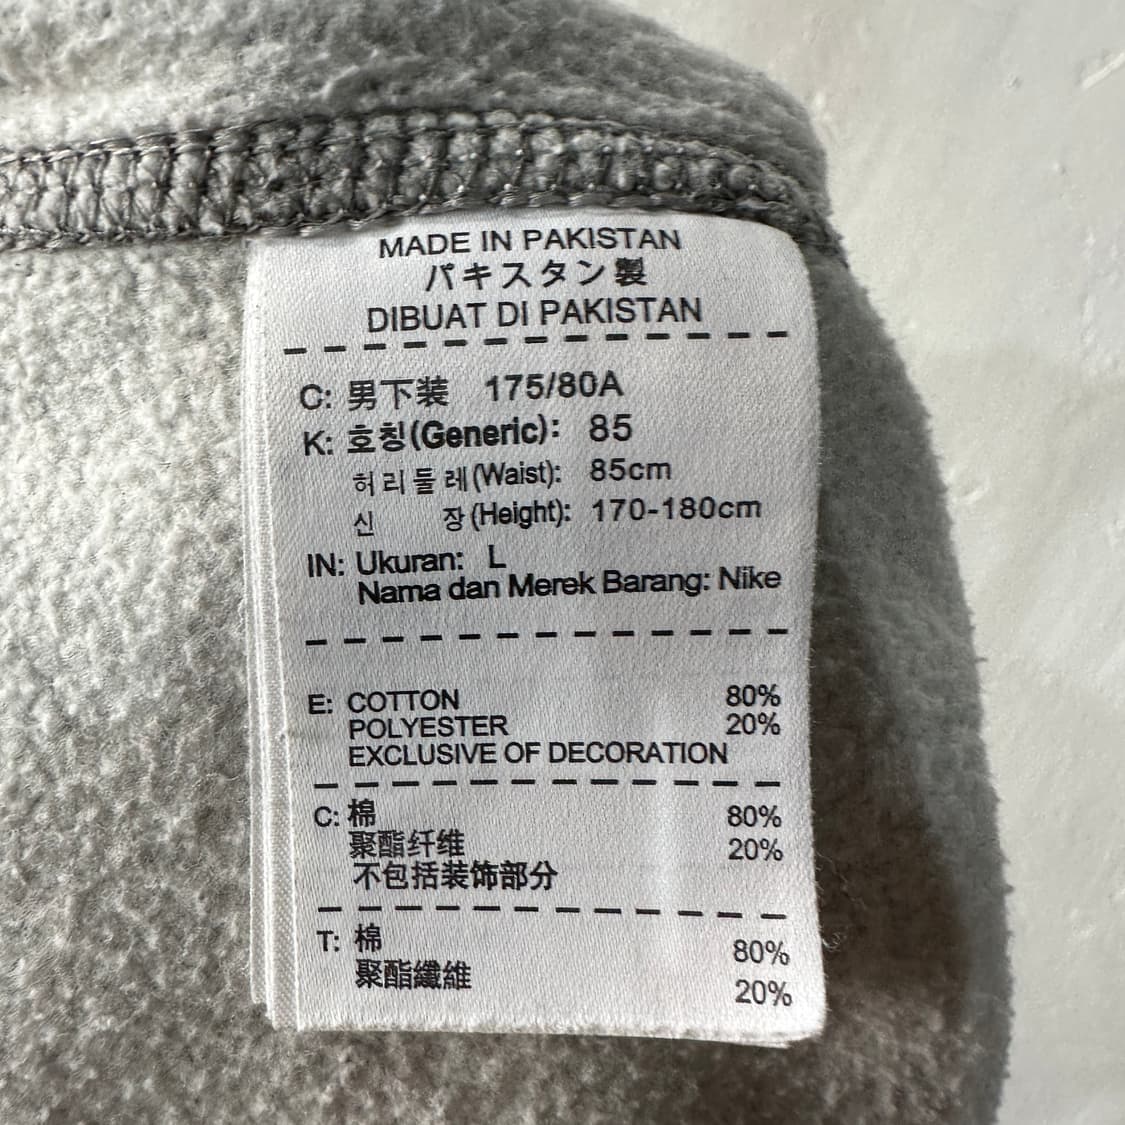 MADE IN PAKISTAN
パキスタン製
DIBUAT DI PAKISTAN
C: 男下装 175/80A
K: 호칭(Generic): 85
허리둘레(Waist): 85cm
신 장(Height): 170-180cm
IN: Ukuran: L
Nama dan Merek Barang: Nike
E: COTTON 80%
POLYESTER 20%
EXCLUSIVE OF DECORATION
C: 棉 80%
聚酯纤维 20%
不包括装饰部分
T: 棉 80%
聚酯纖維 20%